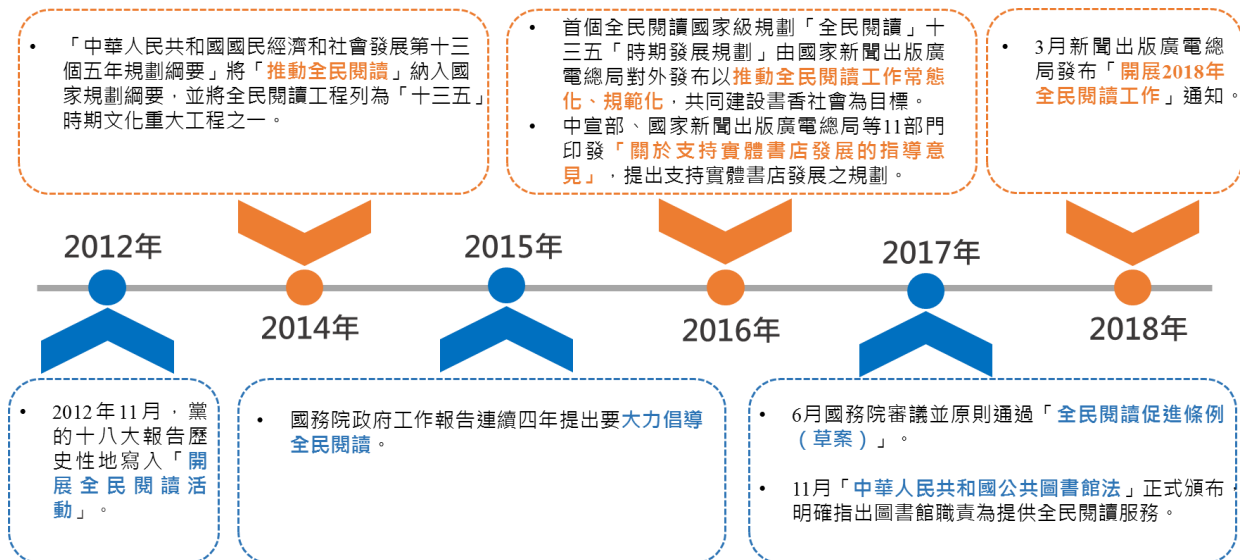 • 「中華人民共和國國民經濟和社會發展第十三
個五年規劃綱要」將「推動全民閱讀」納入國
家規劃綱要，並將全民閱讀工程列為「十三五」
時期文化重大工程之一。
• 首個全民閱讀國家級規劃「全民閱讀」十
三五「時期發展規劃」由國家新聞出版廣
電總局對外發布以推動全民閱讀工作常態
化、規範化，共同建設書香社會為目標。
• 中宣部、國家新聞出版廣電總局等11部門
印發「關於支持實體書店發展的指導意
見」，提出支持實體書店發展之規劃。
• 3月新聞出版廣電總
局發布「開展2018年
全民閱讀工作」通知。
2012年
2014年
2015年
2016年
2017年
2018年
• 2012年11月，黨
的十八大報告歷
史性地寫入「開
展全民閱讀活
動」。
• 國務院政府工作報告連續四年提出要大力倡導
全民閱讀。
• 6月國務院審議並原則通過「全民閱讀促進條例
（草案）」。
• 11月「中華人民共和國公共圖書館法」正式頒布，
明確指出圖書館職責為提供全民閱讀服務。